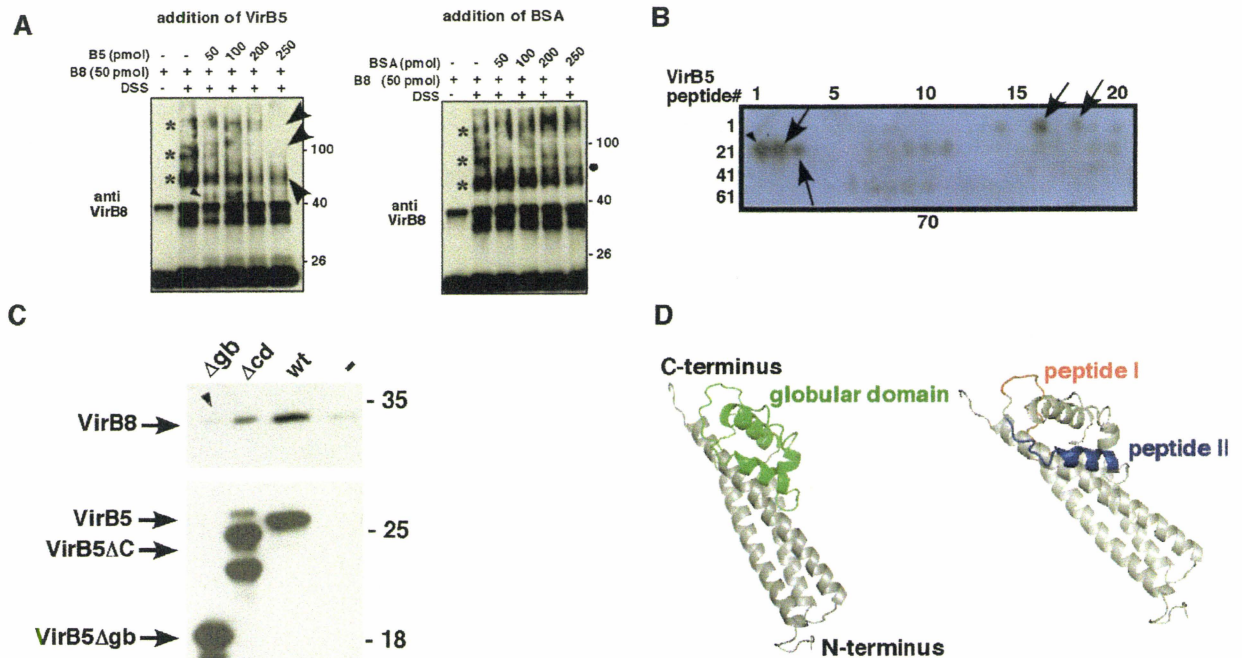 A
addition of VirB5
B5 (pmol) - - 50 100 200 250
B8 (50 pmol) + + + + + +
DSS - + + + + +
*
- 100
*
*
anti
VirB8
- 40
- 26
addition of BSA
BSA (pmol) - - 50 100 200 250
B8 (50 pmol) + + + + + +
DSS - + + + + +
*
- 100
*
*
anti
VirB8
- 40
- 26
B
VirB5
peptide# 1 5 10 15 20
1
21
41
61
70
C
Δgb Δcd wt -
- 35
VirB8
VirB5
- 25
VirB5ΔC
VirB5Δgb
- 18
D
C-terminus
globular domain
N-terminus
peptide I
peptide II